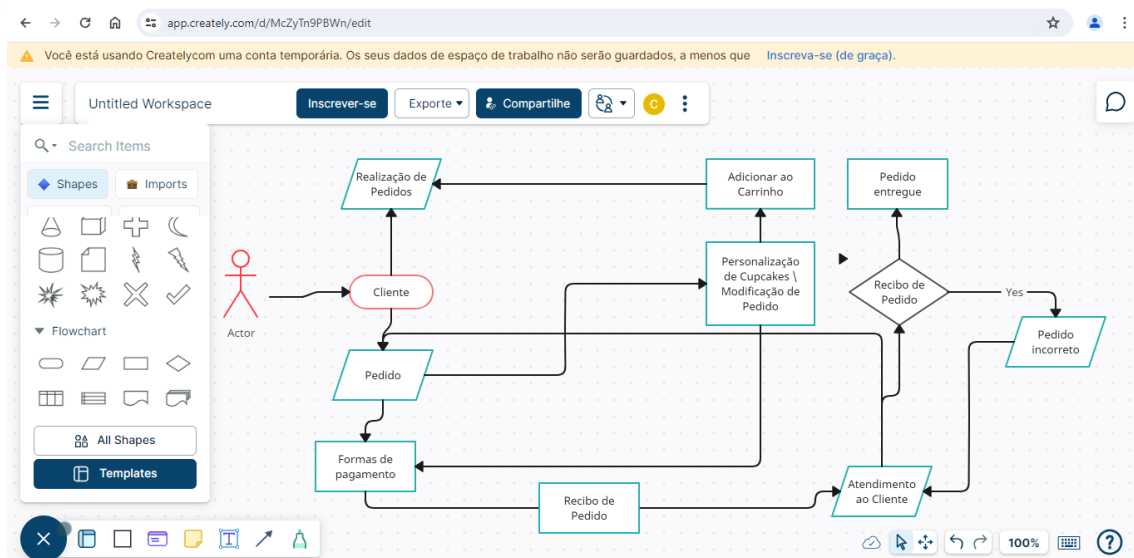 app.creately.com/d/McZyTn9PBWn/edit
Você está usando Createlycom uma conta temporária. Os seus dados de espaço de trabalho não serão guardados, a menos que Inscreva-se (de graça).
Untitled Workspace
Inscrever-se
Exporte
Compartilhe
C
Search Items
Shapes
Imports
Flowchart
All Shapes
Templates
Realização de
Pedidos
Adicionar ao
Carrinho
Pedido
entregue
Personalização
de Cupcakes \
Modificação de
Pedido
Recibo de
Pedido
Cliente
Yes
Actor
Pedido
incorreto
Pedido
Formas de
pagamento
Recibo de
Pedido
Atendimento
ao Cliente
T
100%
?